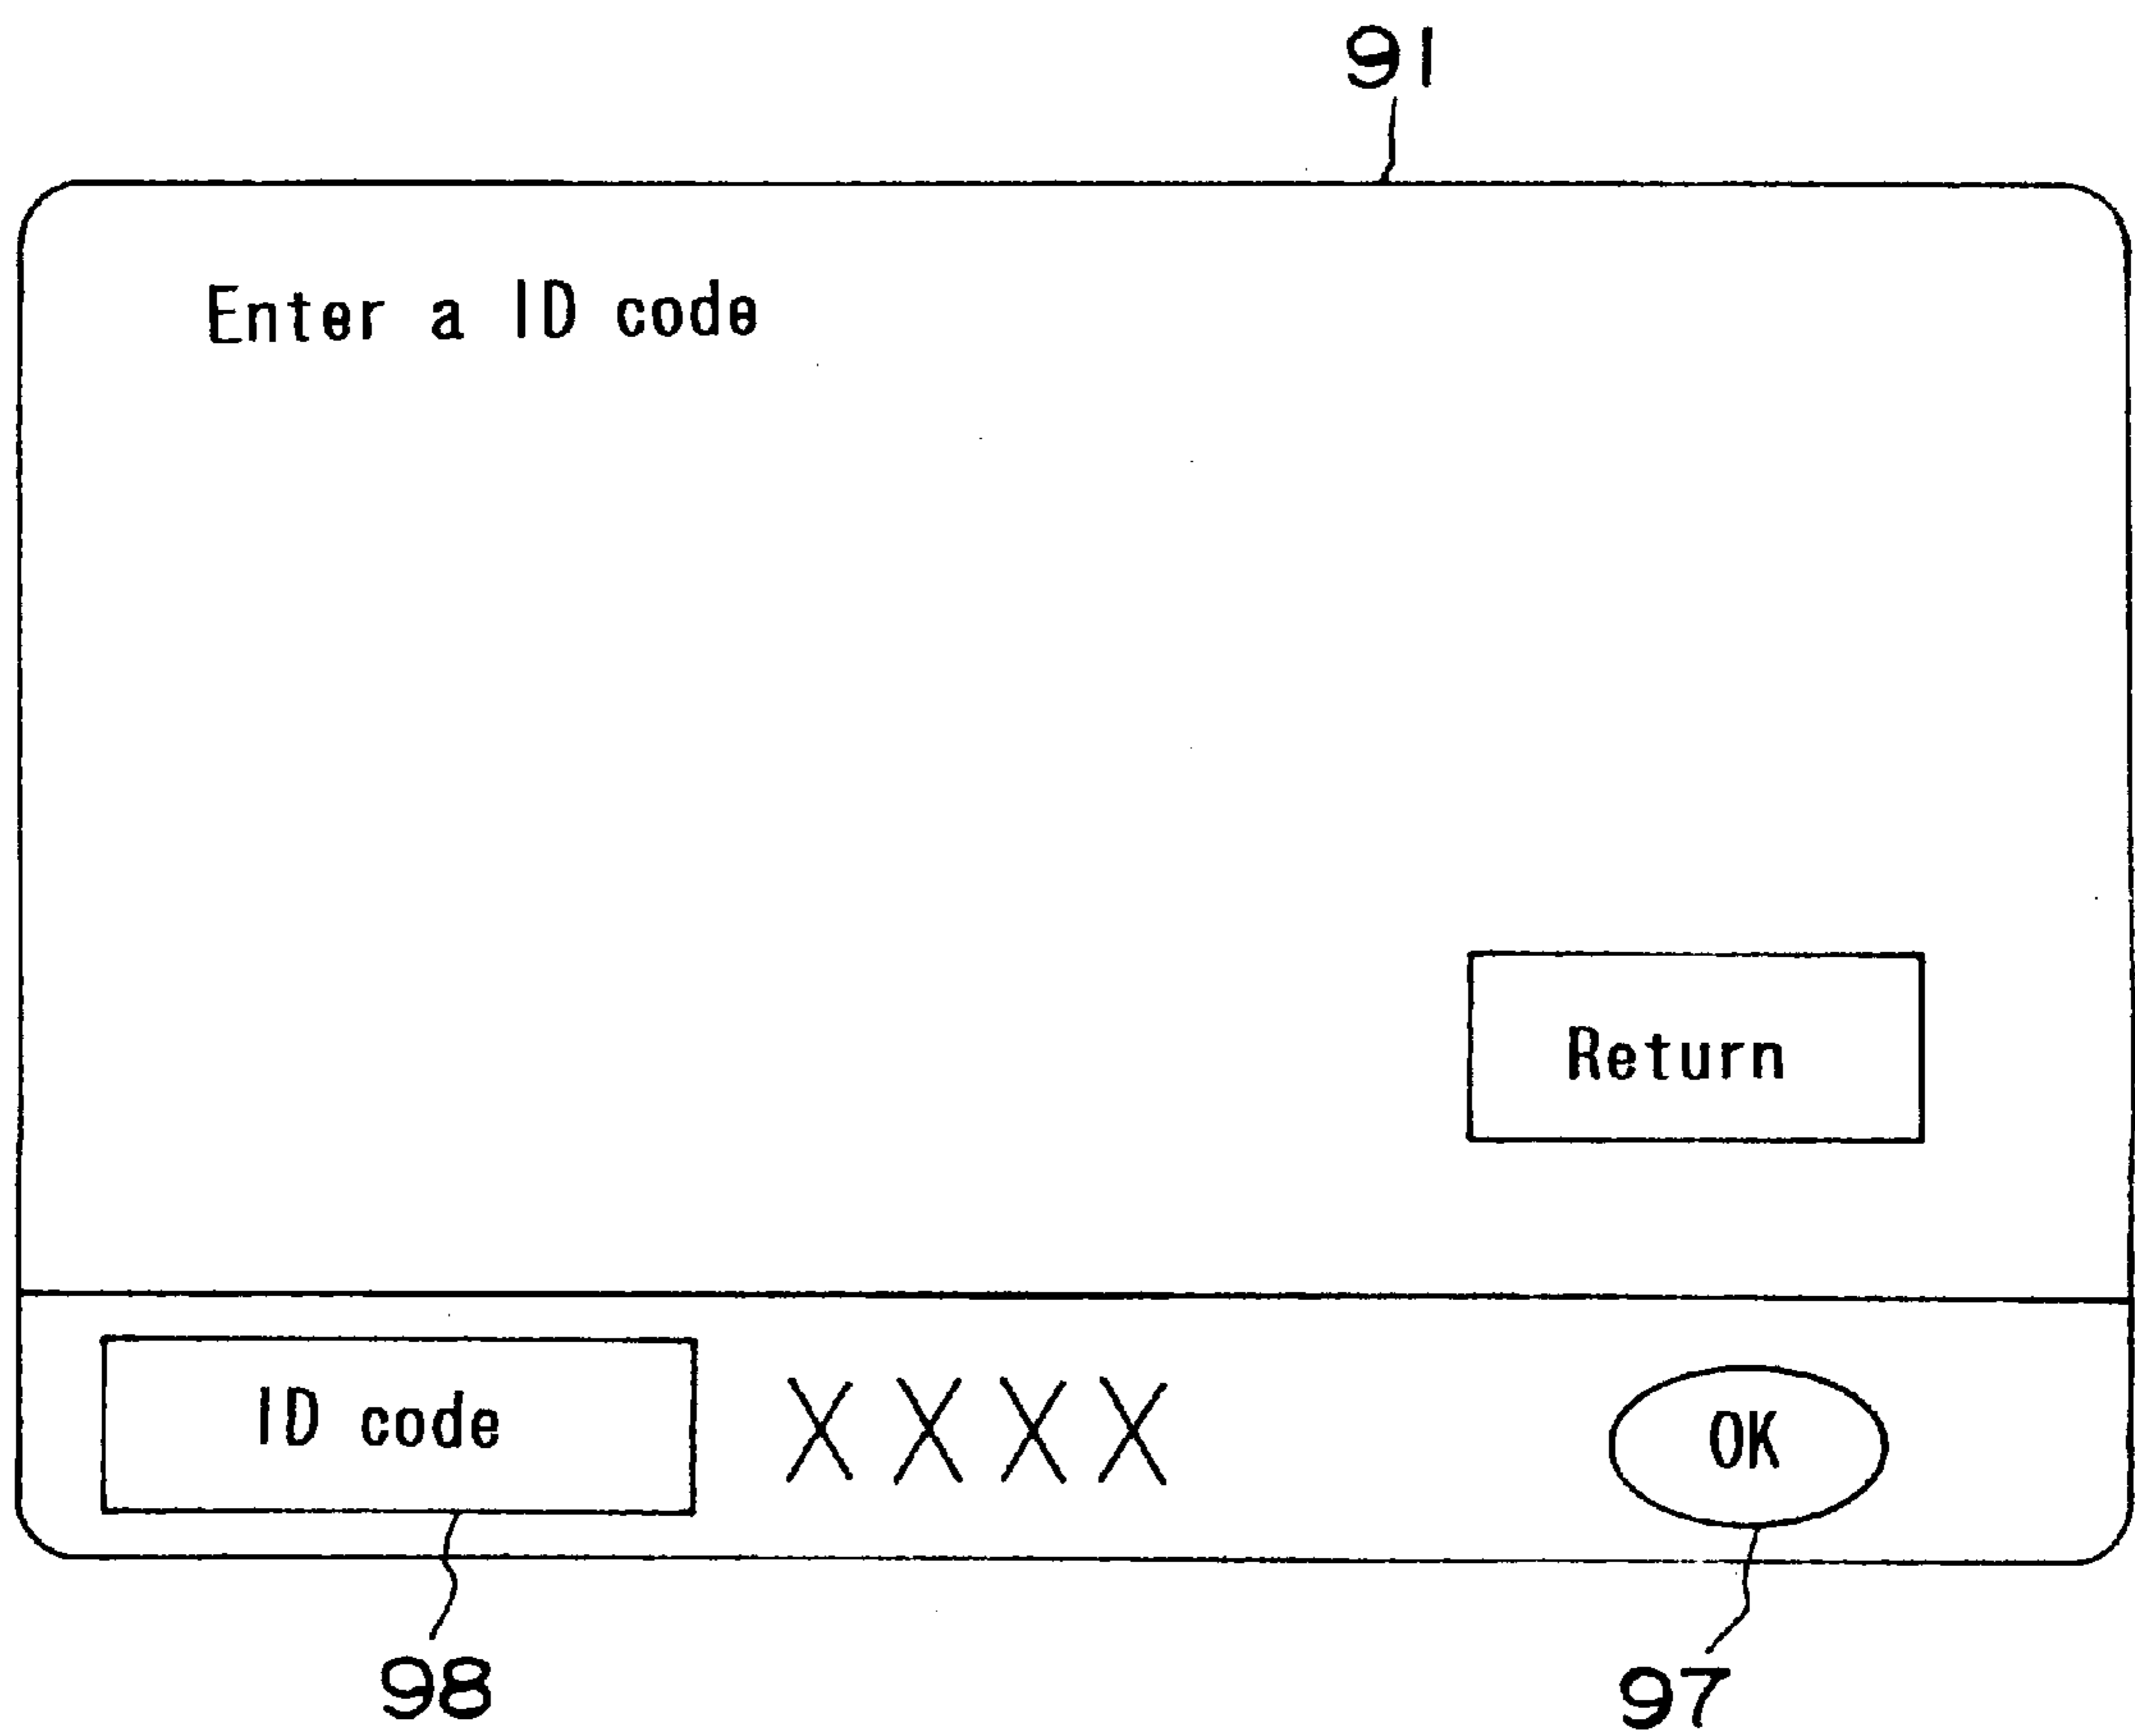 91
Enter a ID code
Return
ID code XXXX OK
98 97